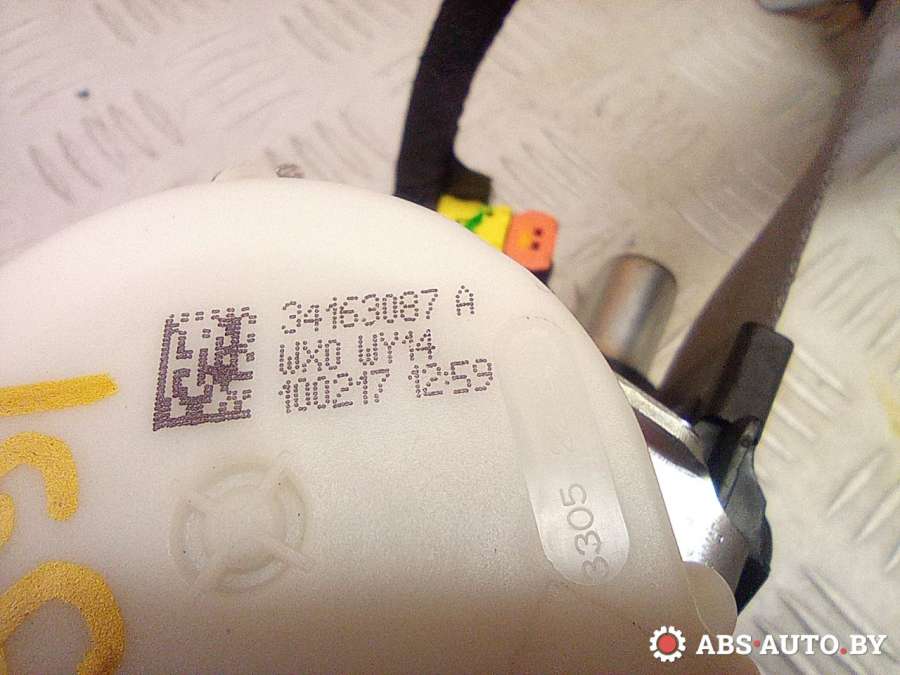 34163087 A
WX0 WY14
100217 12:59
3305
ABS-AUTO.BY